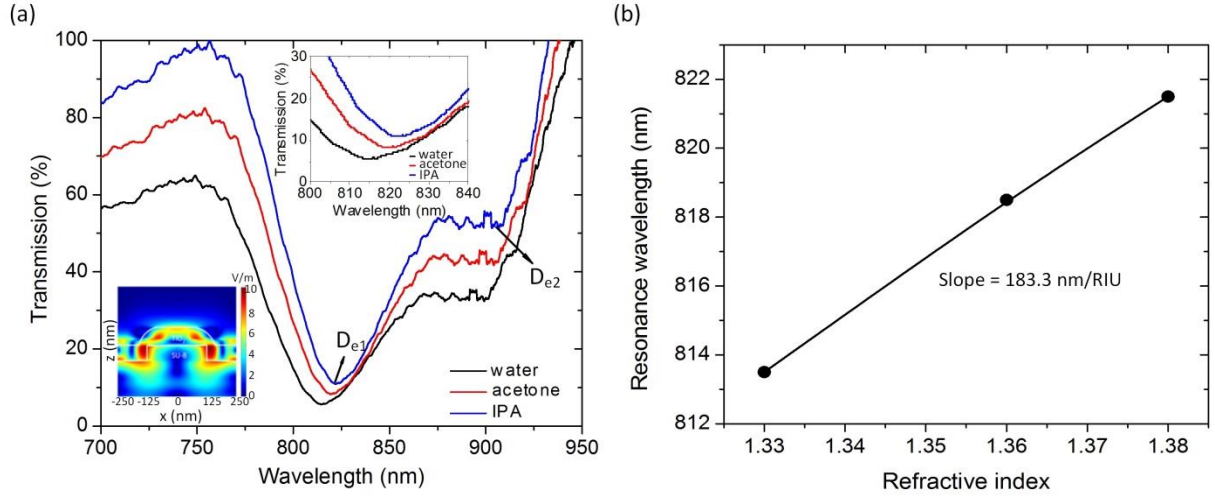 (a)
100
80
60
40
20
0
Transmission (%)
700 750 800 850 900 950
Wavelength (nm)
30
20
10
0
Transmission (%)
water
acetone
IPA
800 810 820 830 840
Wavelength (nm)
D e2
D e1
V/m
10
8
6
4
2
0
SU-8
z (nm)
-250 -125 0 125 250
x (nm)
water
acetone
IPA
(b)
822
820
818
816
814
812
Resonance wavelength (nm)
Slope = 183.3 nm/RIU
1.33 1.34 1.35 1.36 1.37 1.38
Refractive index